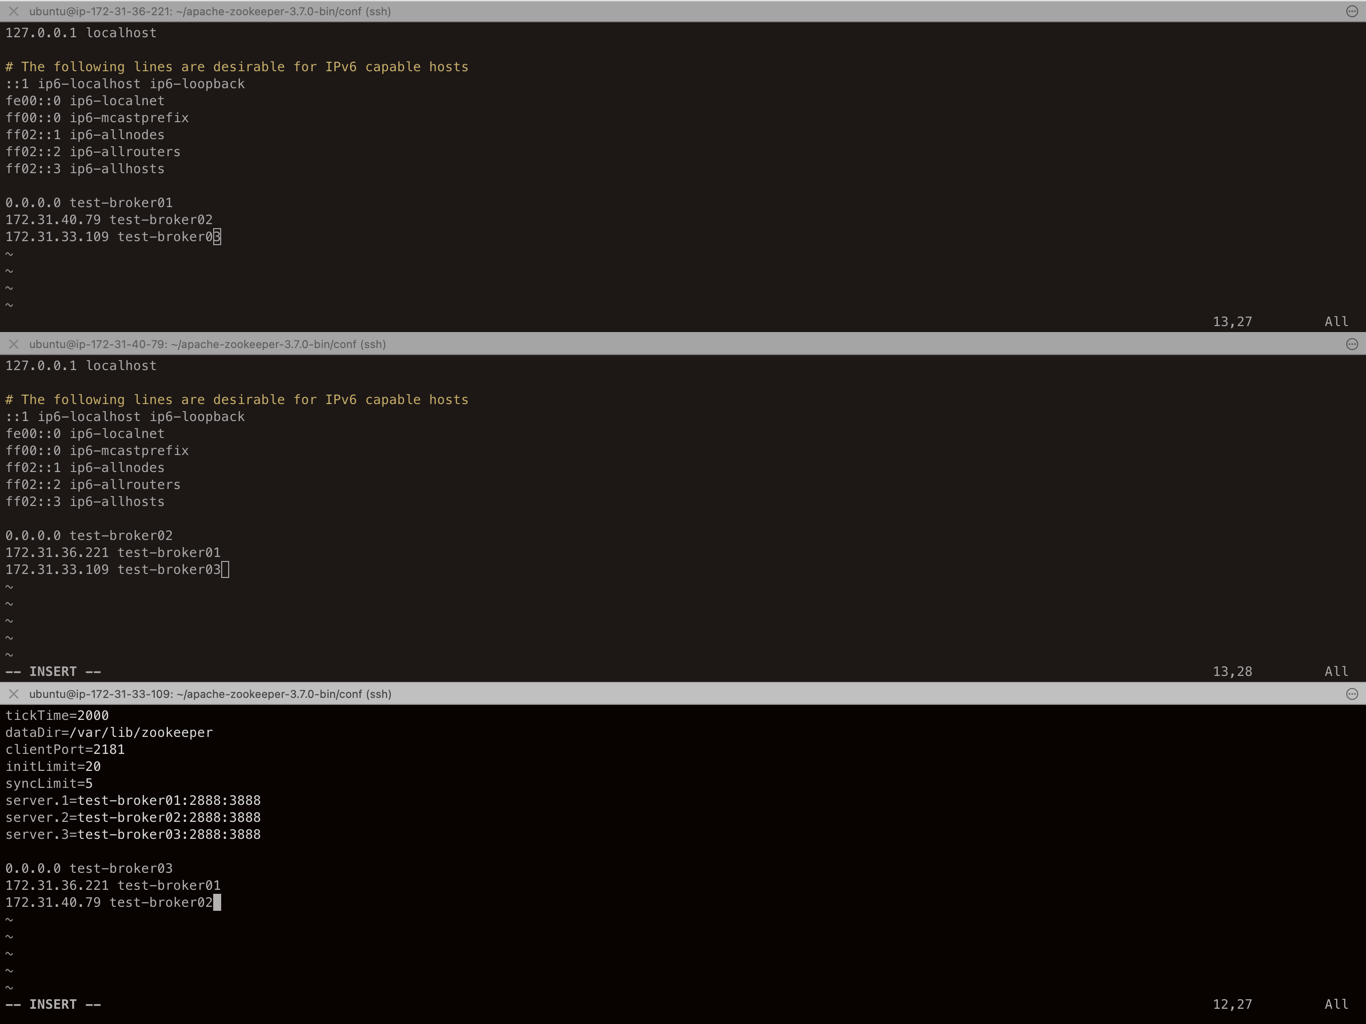 ubuntu@ip-172-31-36-221: ~/apache-zookeeper-3.7.0-bin/conf (ssh)
127.0.0.1 localhost
# The following lines are desirable for IPv6 capable hosts
::1 ip6-localhost ip6-loopback
fe00::0 ip6-localnet
ff00::0 ip6-mcastprefix
ff02::1 ip6-allnodes
ff02::2 ip6-allrouters
ff02::3 ip6-allhosts
0.0.0.0 test-broker01
172.31.40.79 test-broker02
172.31.33.109 test-broker03
~
~
~
~
13,27 All
ubuntu@ip-172-31-40-79: ~/apache-zookeeper-3.7.0-bin/conf (ssh)
127.0.0.1 localhost
# The following lines are desirable for IPv6 capable hosts
::1 ip6-localhost ip6-loopback
fe00::0 ip6-localnet
ff00::0 ip6-mcastprefix
ff02::1 ip6-allnodes
ff02::2 ip6-allrouters
ff02::3 ip6-allhosts
0.0.0.0 test-broker02
172.31.36.221 test-broker01
172.31.33.109 test-broker03
~
~
~
~
~
-- INSERT -- 13,28 All
ubuntu@ip-172-31-33-109: ~/apache-zookeeper-3.7.0-bin/conf (ssh)
tickTime=2000
dataDir=/var/lib/zookeeper
clientPort=2181
initLimit=20
syncLimit=5
server.1=test-broker01:2888:3888
server.2=test-broker02:2888:3888
server.3=test-broker03:2888:3888
0.0.0.0 test-broker03
172.31.36.221 test-broker01
172.31.40.79 test-broker02
~
~
~
~
~
-- INSERT -- 12,27 All